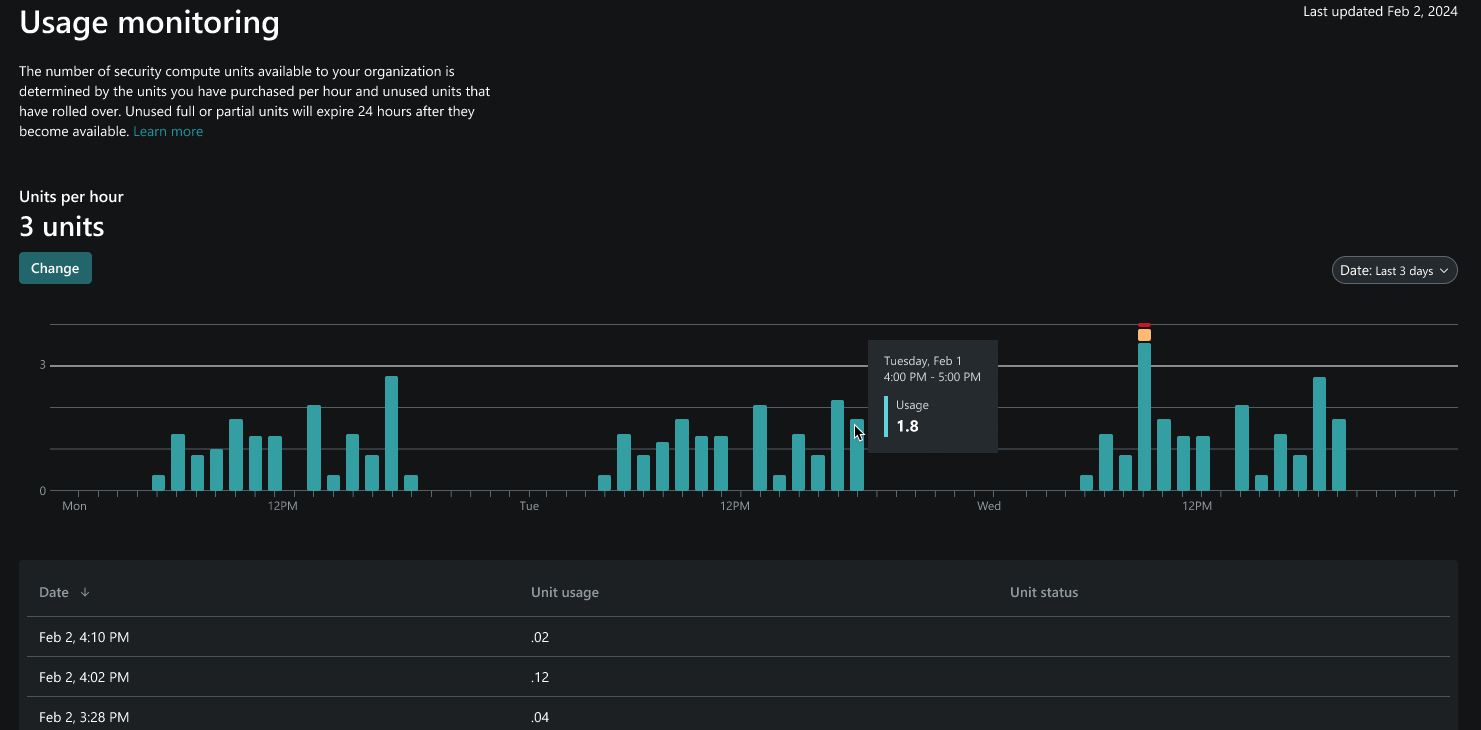 Usage monitoring
Last updated Feb 2, 2024
The number of security compute units available to your organization is
determined by the units you have purchased per hour and unused units that
have rolled over. Unused full or partial units will expire 24 hours after they
become available. Learn more
Units per hour
3 units
Change
Date: Last 3 days
3
0
Tuesday, Feb 1
4:00 PM - 5:00 PM
Usage
1.8
Mon 12PM Tue 12PM Wed 12PM
Date Unit usage Unit status
Feb 2, 4:10 PM .02
Feb 2, 4:02 PM .12
Feb 2, 3:28 PM .04